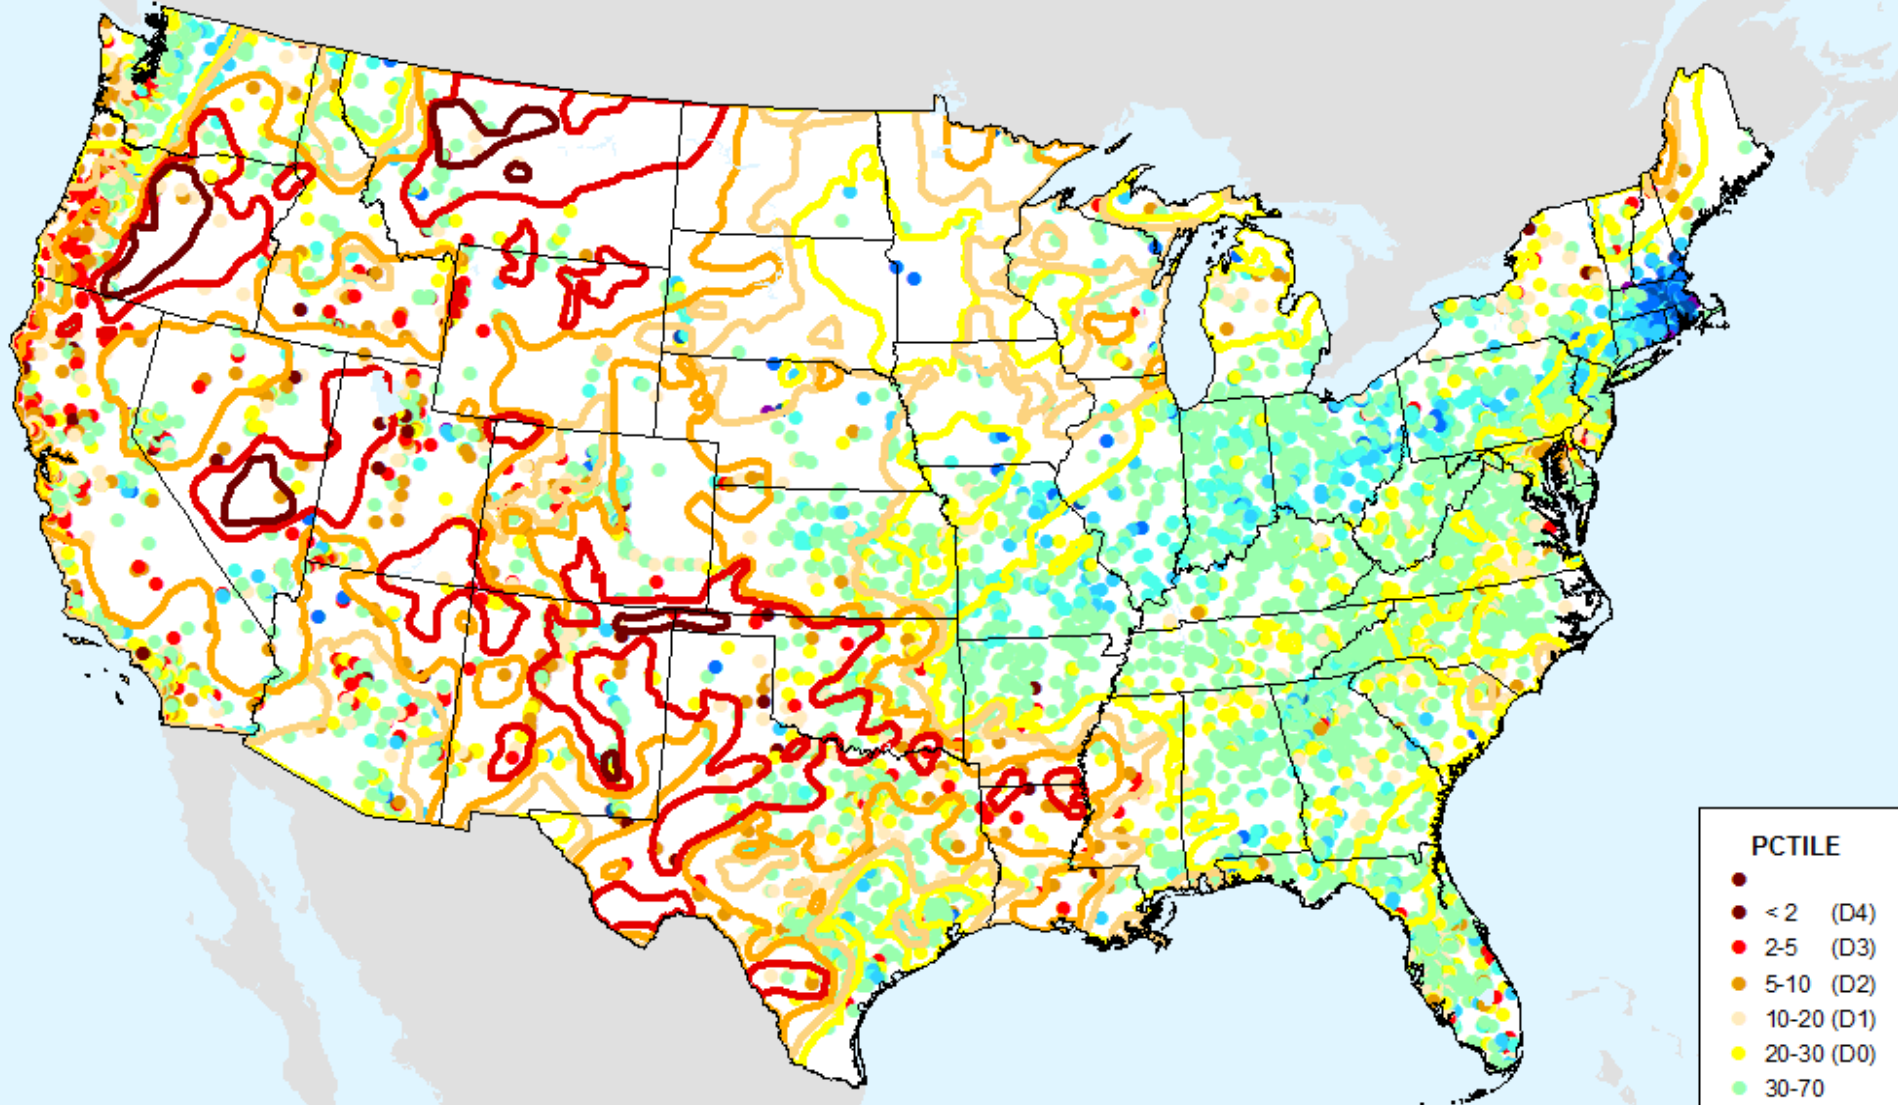 PCTILE
< 2 (D4)
2-5 (D3)
5-10 (D2)
10-20 (D1)
20-30 (D0)
30-70